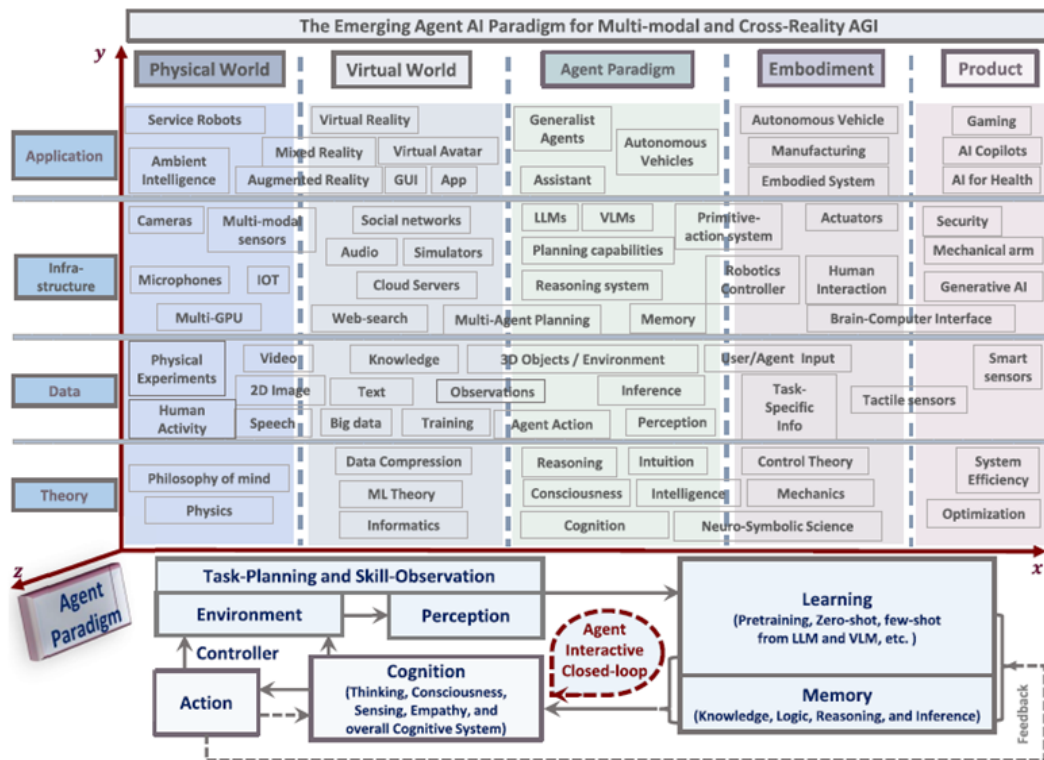 The Emerging Agent AI Paradigm for Multi-modal and Cross-Reality AGI
y
Physical World
Virtual World
Agent Paradigm
Embodiment
Product
Application
Service Robots
Ambient
Intelligence
Virtual Reality
Mixed Reality
Virtual Avatar
Augmented Reality
GUI
App
Generalist
Agents
Autonomous
Vehicles
Assistant
Autonomous Vehicle
Manufacturing
Embodied System
Gaming
AI Copilots
AI for Health
Infra-
structure
Cameras
Multi-modal
sensors
Microphones
IOT
Multi-GPU
Social networks
Audio
Simulators
Cloud Servers
Web-search
Multi-Agent Planning
LLMs
VLMs
Planning capabilities
Reasoning system
Memory
Primitive-
action system
Actuators
Robotics
Controller
Human
Interaction
Brain-Computer Interface
Security
Mechanical arm
Generative AI
Data
Physical
Experiments
Video
2D Image
Human
Activity
Speech
Knowledge
Text
Observations
Big data
Training
3D Objects / Environment
Inference
Agent Action
Perception
User/Agent Input
Task-
Specific
Info
Tactile sensors
Smart
sensors
Theory
Philosophy of mind
Physics
Data Compression
ML Theory
Informatics
Reasoning
Intuition
Consciousness
Intelligence
Cognition
Neuro-Symbolic Science
Control Theory
Mechanics
System
Efficiency
Optimization
z
x
Agent
Paradigm
Task-Planning and Skill-Observation
Environment
Perception
Controller
Action
Cognition
(Thinking, Consciousness,
Sensing, Empathy, and
overall Cognitive System)
Agent
Interactive
Closed-loop
Learning
(Pretraining, Zero-shot, few-shot
from LLM and VLM, etc. )
Memory
(Knowledge, Logic, Reasoning, and Inference)
Feedback